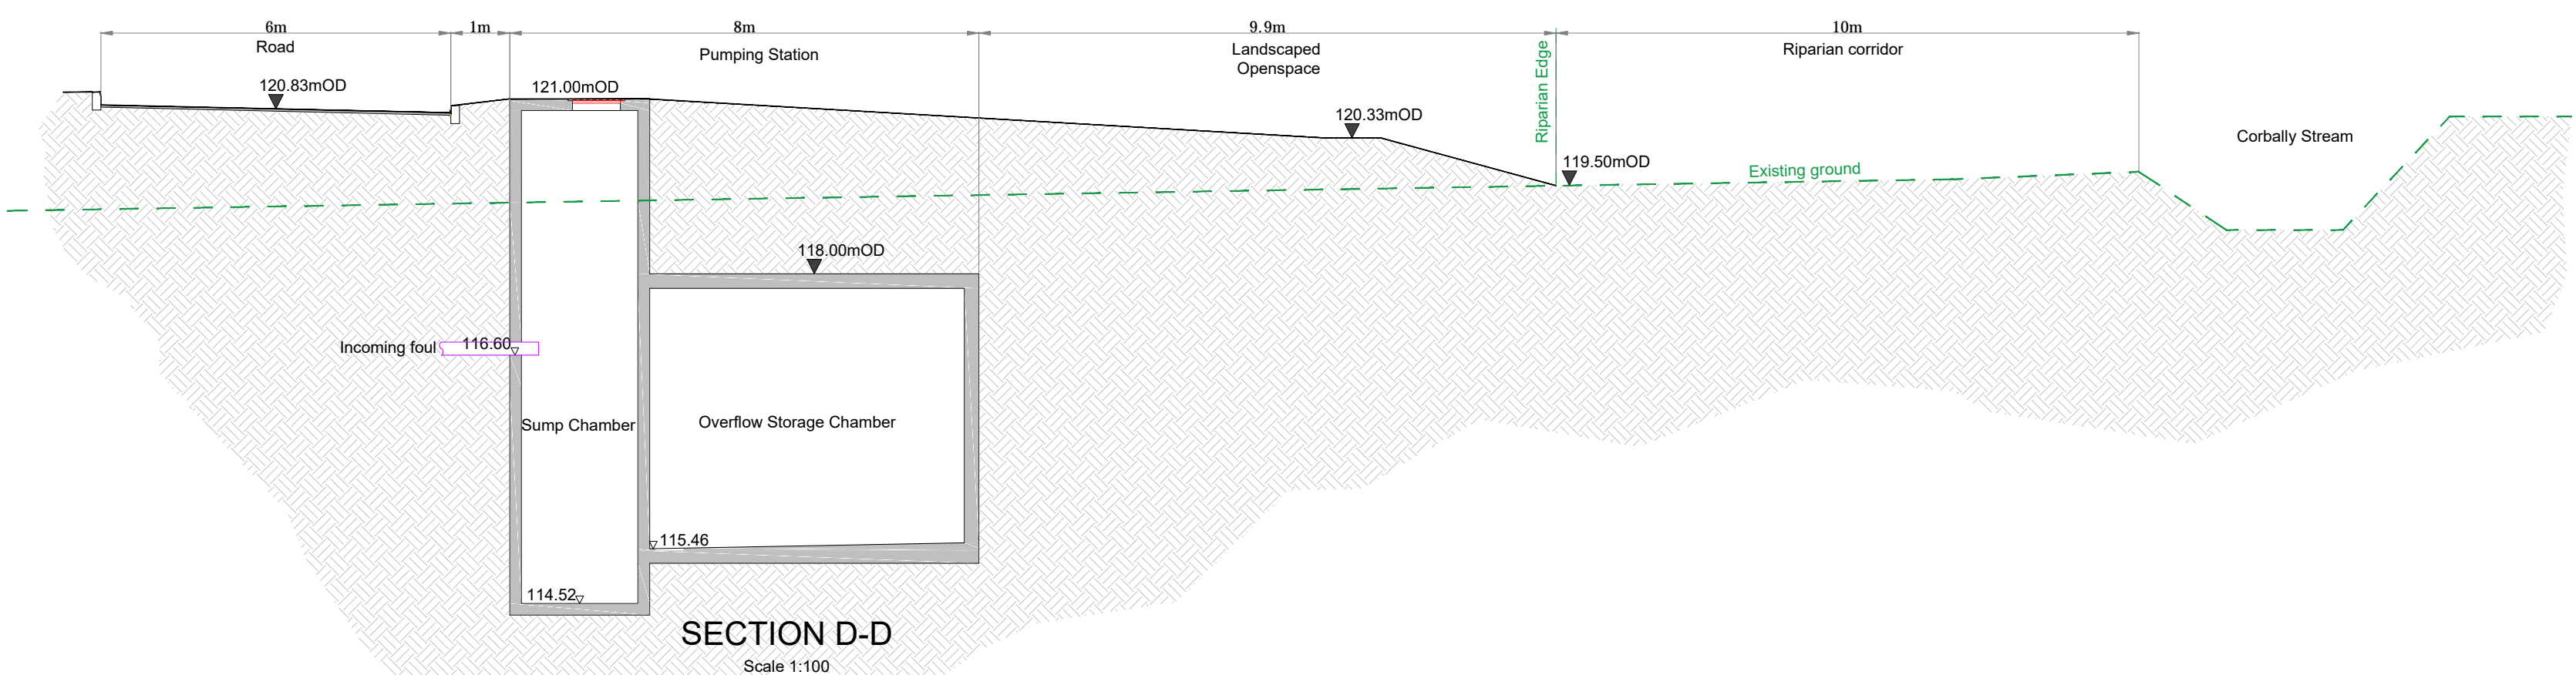 6m
1m
8m
9.9m
10m
Road
Pumping Station
Landscaped
Openspace
Riparian Edge
Riparian corridor
120.83mOD
121.00mOD
120.33mOD
Corbally Stream
119.50mOD
Existing ground
118.00mOD
Incoming foul
116.60
Sump Chamber
Overflow Storage Chamber
115.46
114.52
SECTION D-D
Scale 1:100